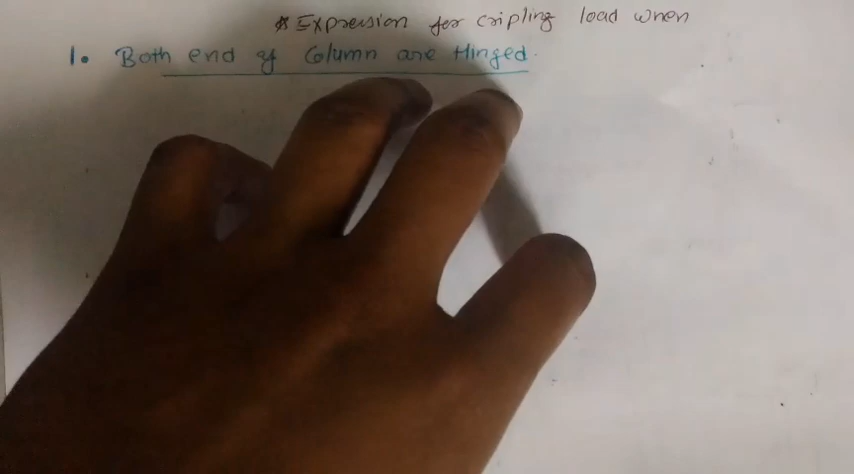 * Expression for cripling load when
1. Both end of Column are Hinged.